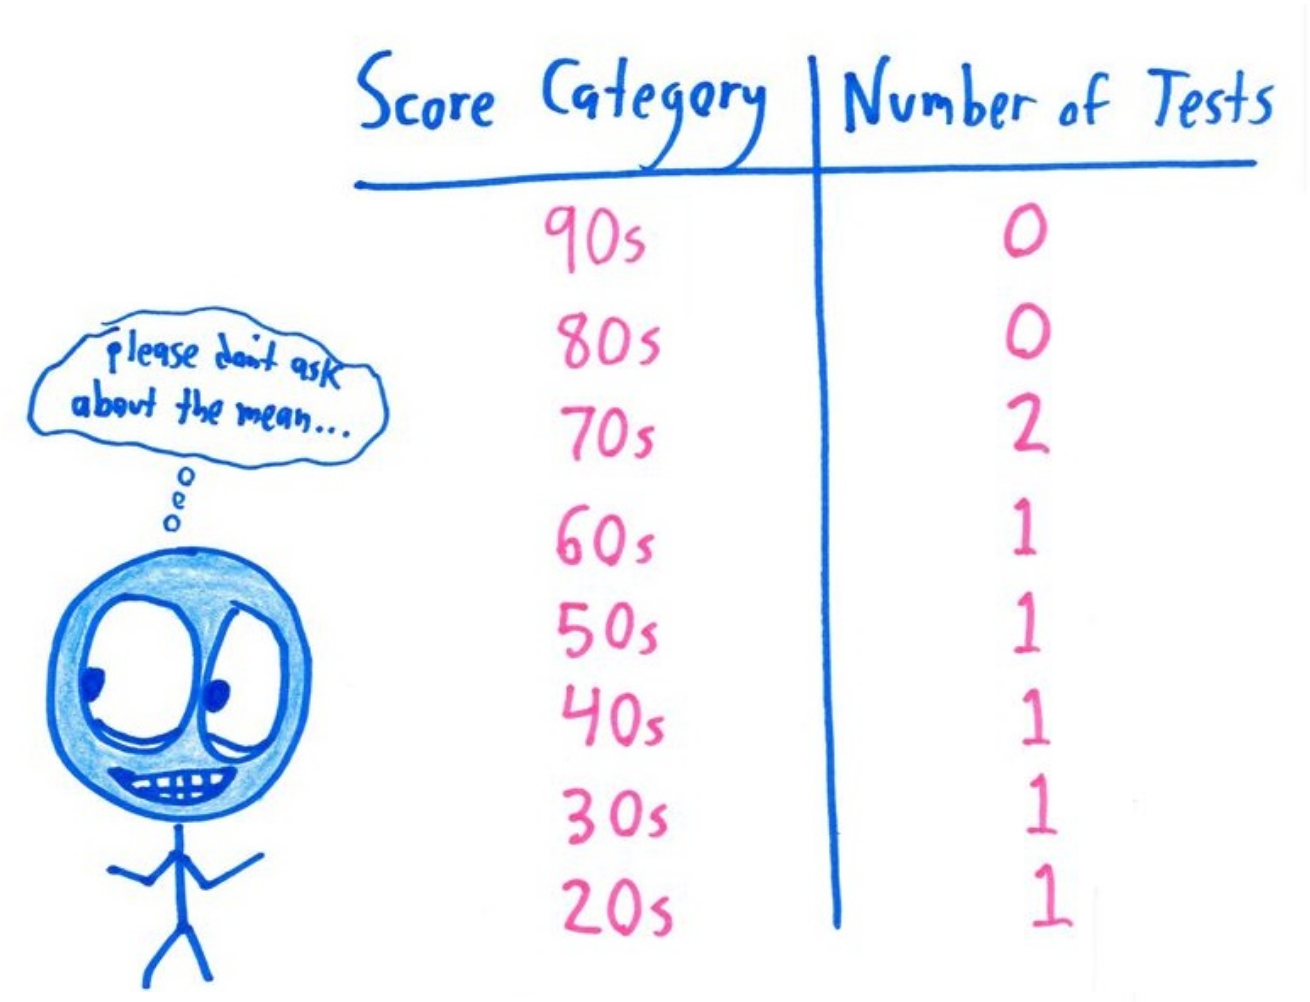 Score Category Number of Tests
90s 0
80s 0
70s 2
60s 1
50s 1
40s 1
30s 1
20s 1
please don't ask
about the mean...